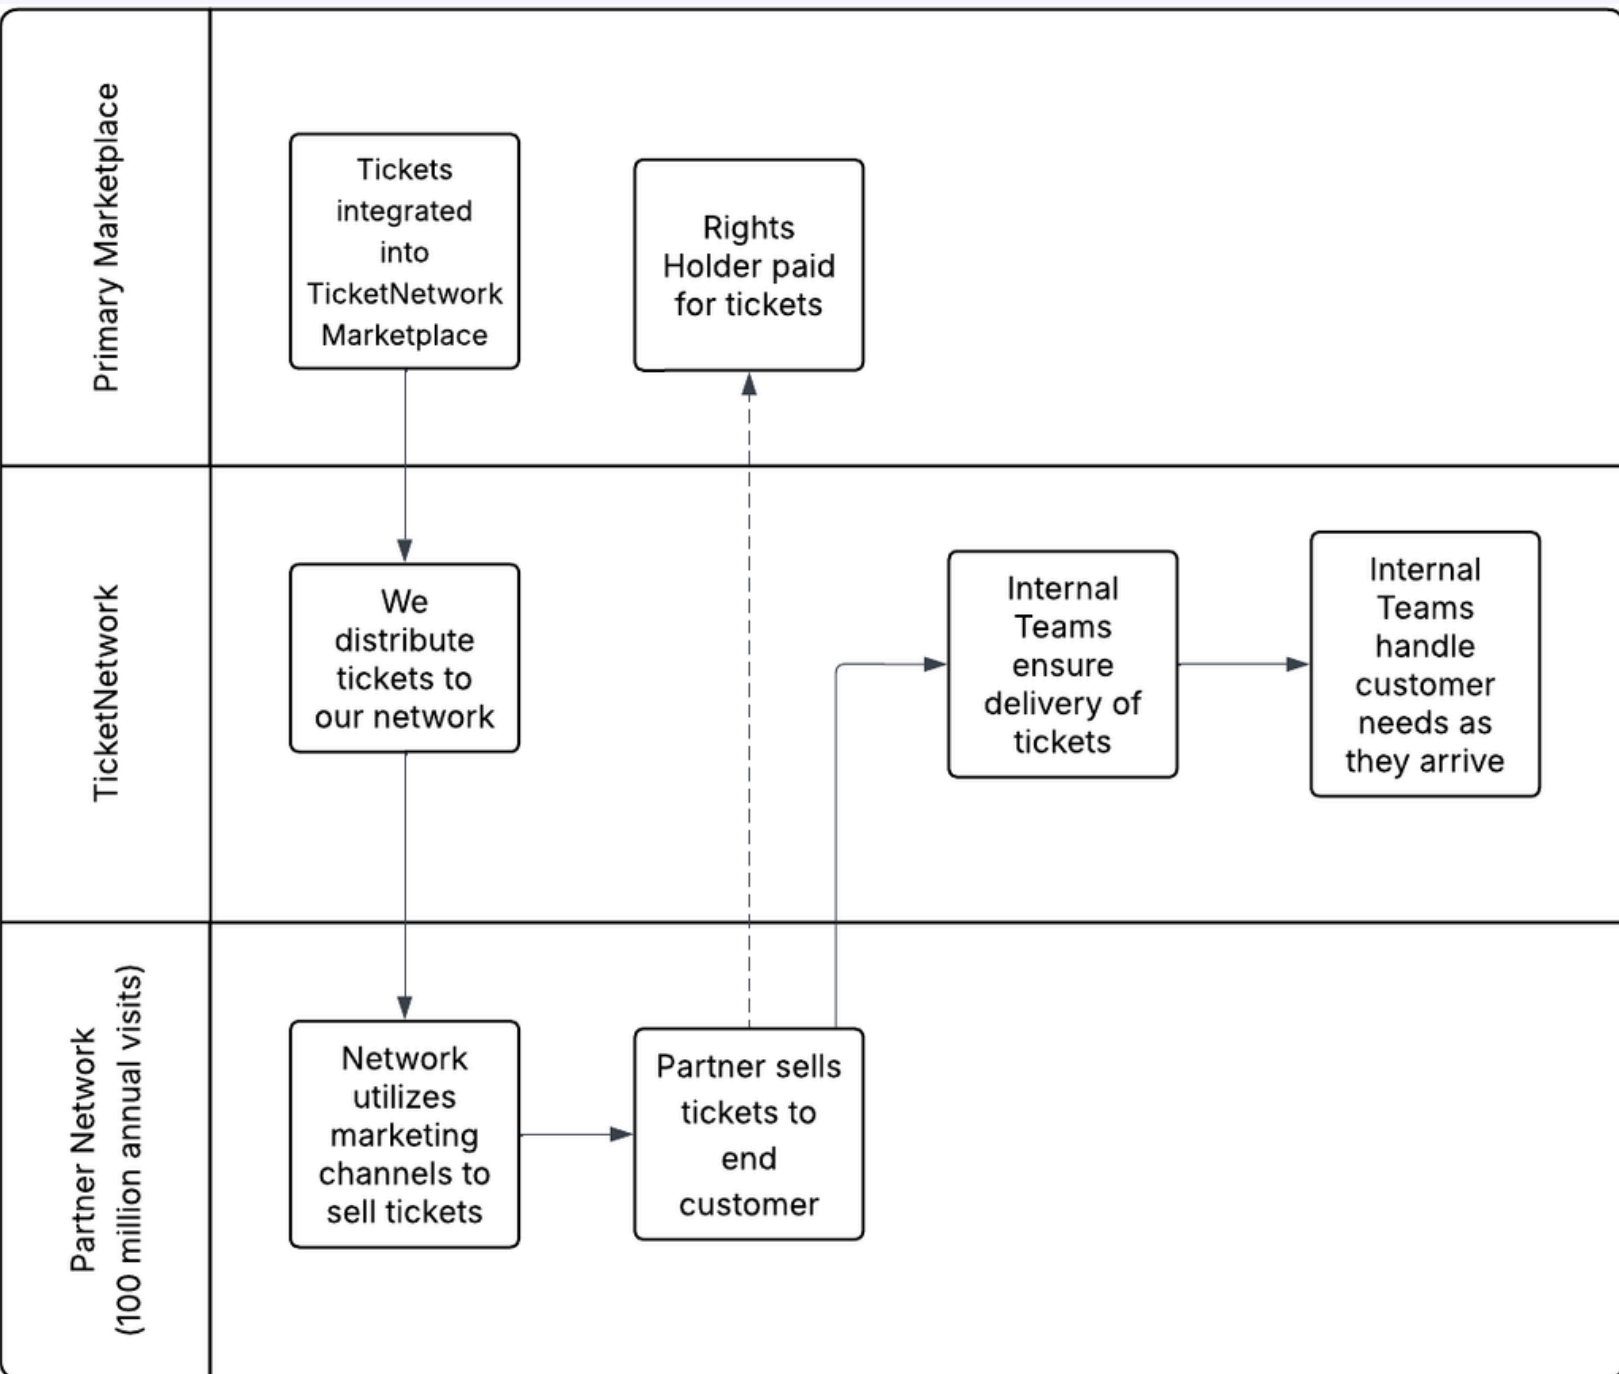 Primary Marketplace
Tickets
integrated
into
TicketNetwork
Marketplace
Rights
Holder paid
for tickets
TicketNetwork
We
distribute
tickets to
our network
Internal
Teams
ensure
delivery of
tickets
Internal
Teams
handle
customer
needs as
they arrive
Partner Network
(100 million annual visits)
Network
utilizes
marketing
channels to
sell tickets
Partner sells
tickets to
end
customer